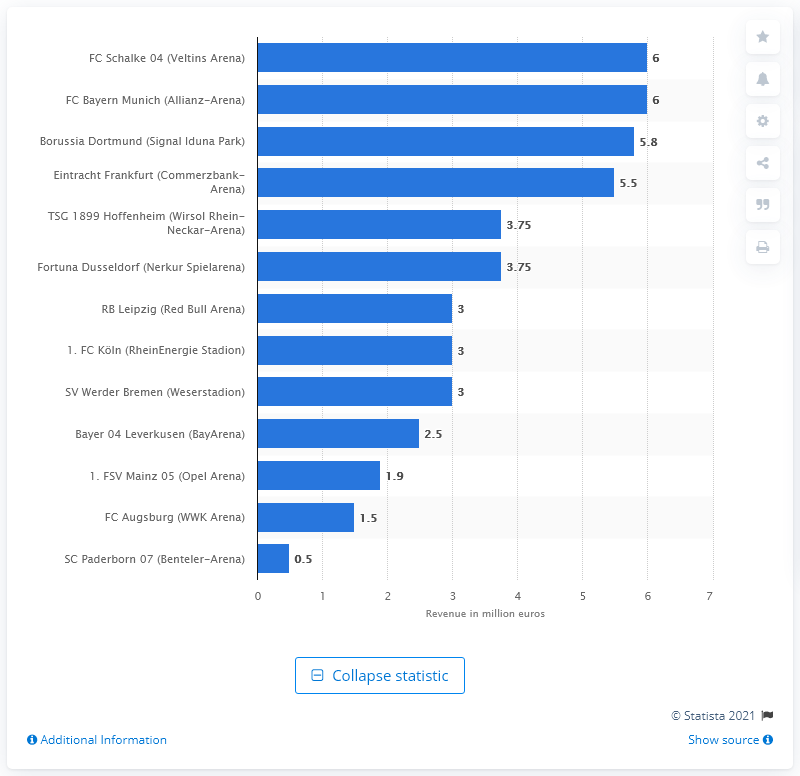 FC Schalke 04 (Veltins Arena) 6
FC Bayern Munich (Allianz-Arena) 6
Borussia Dortmund (Signal Iduna Park) 5.8
Eintracht Frankfurt (Commerzbank-
Arena) 5.5
TSG 1899 Hoffenheim (Wirsol Rhein-
Neckar-Arena) 3.75
Fortuna Dusseldorf (Nerkur Spielarena) 3.75
RB Leipzig (Red Bull Arena) 3
1. FC Köln (RheinEnergie Stadion) 3
SV Werder Bremen (Weserstadion) 3
Bayer 04 Leverkusen (BayArena) 2.5
1. FSV Mainz 05 (Opel Arena) 1.9
FC Augsburg (WWK Arena) 1.5
SC Paderborn 07 (Benteler-Arena) 0.5
0 1 2 3 4 5 6 7
Revenue in million euros
Collapse statistic
© Statista 2021
Additional Information
Show source